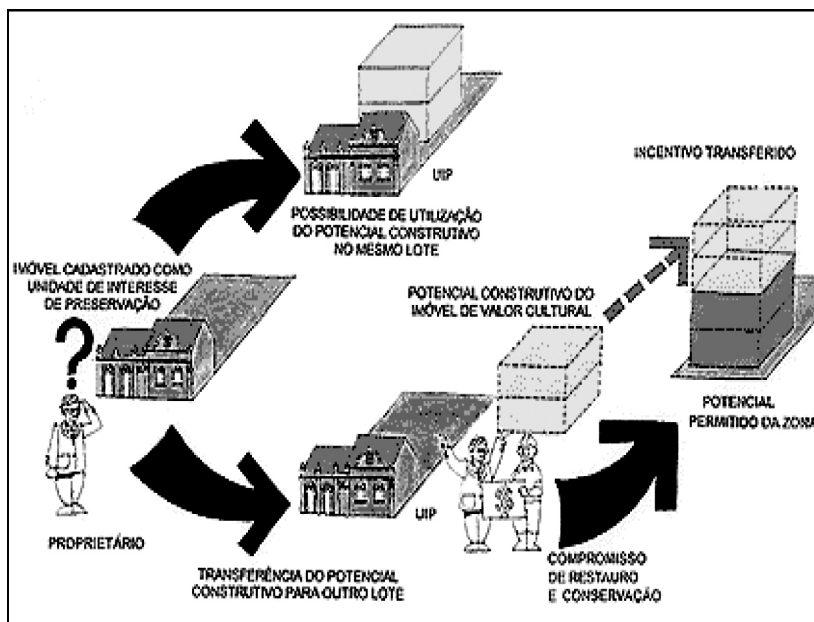 INCENTIVO TRANSFERIDO
UIP
POSSIBILIDADE DE UTILIZAÇÃO
DO POTENCIAL CONSTRUTIVO
NO MESMO LOTE
IMÓVEL CADASTRADO COMO
UNIDADE DE INTERESSE
DE PRESERVAÇÃO
?
POTENCIAL CONSTRUTIVO DO
IMÓVEL DE VALOR CULTURAL
POTENCIAL
PERMITIDO DA ZONA
$
UIP
PROPRIETÁRIO
TRANSFERÊNCIA DO POTENCIAL
CONSTRUTIVO PARA OUTRO LOTE
COMPROMISSO
DE RESTAURO
E CONSERVAÇÃO